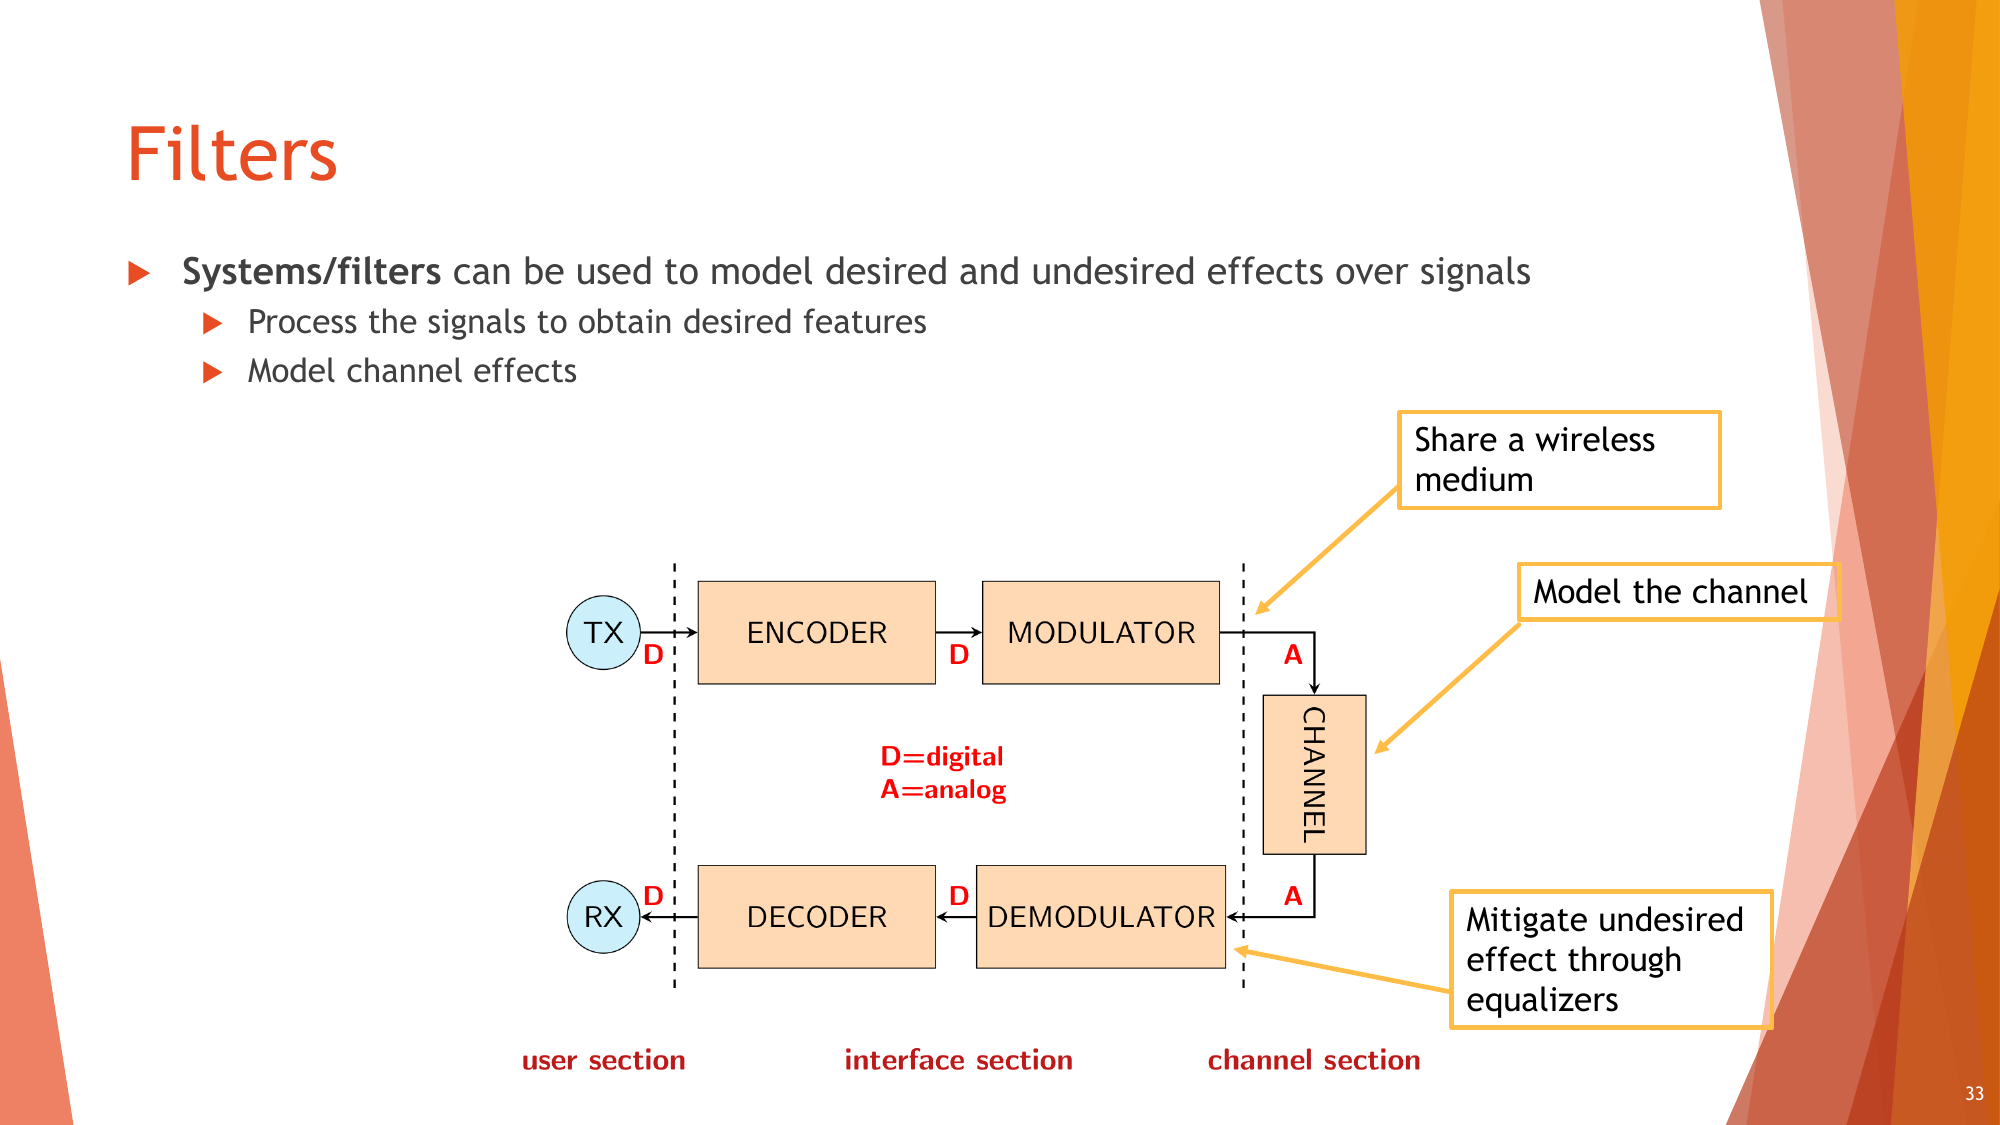 Filters
Systems/filters can be used to model desired and undesired effects over signals
Process the signals to obtain desired features
Model channel effects
Share a wireless
medium
Model the channel
TX
D
ENCODER
D
MODULATOR
A
CHANNEL
D=digital
A=analog
RX
D
DECODER
D
DEMODULATOR
A
Mitigate undesired
effect through
equalizers
user section
interface section
channel section
33